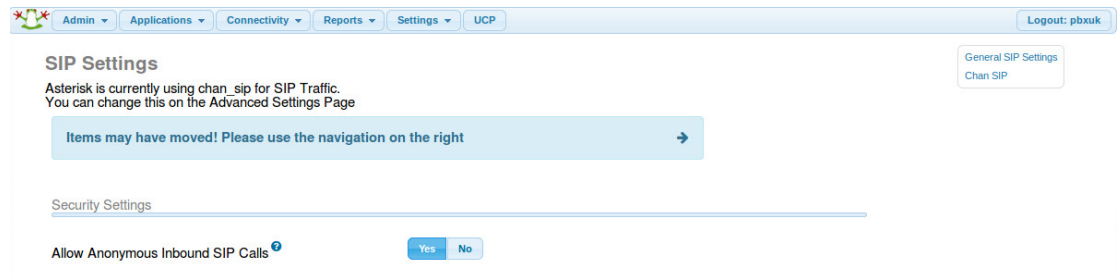 Admin Applications Connectivity Reports Settings UCP Logout: pbxuk
General SIP Settings
Chan SIP
SIP Settings
Asterisk is currently using chan_sip for SIP Traffic.
You can change this on the Advanced Settings Page
Items may have moved! Please use the navigation on the right
Security Settings
Allow Anonymous Inbound SIP Calls ? Yes No